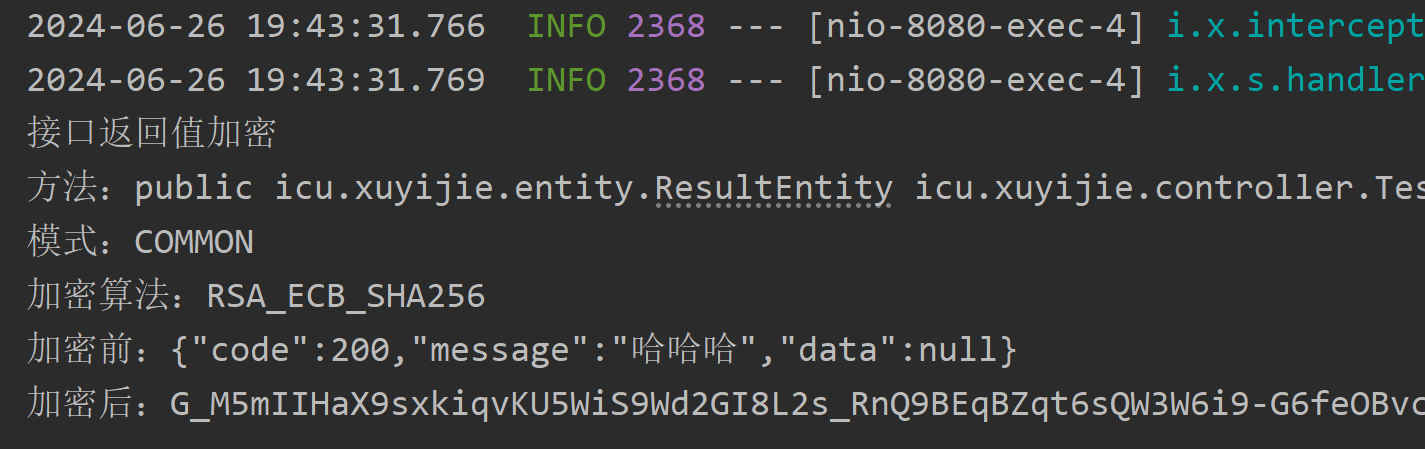 2024-06-26 19:43:31.766  INFO 2368 --- [nio-8080-exec-4] i.x.intercept
2024-06-26 19:43:31.769  INFO 2368 --- [nio-8080-exec-4] i.x.s.handler
接口返回值加密
方法：public icu.xuyijie.entity.ResultEntity icu.xuyijie.controller.Tes
模式：COMMON
加密算法：RSA_ECB_SHA256
加密前：{"code":200,"message":"哈哈哈","data":null}
加密后：G_M5mIIHaX9sxkiqvKU5WiS9Wd2GI8L2s_RnQ9BEqBZqt6sQW3W6i9-G6feOBvc